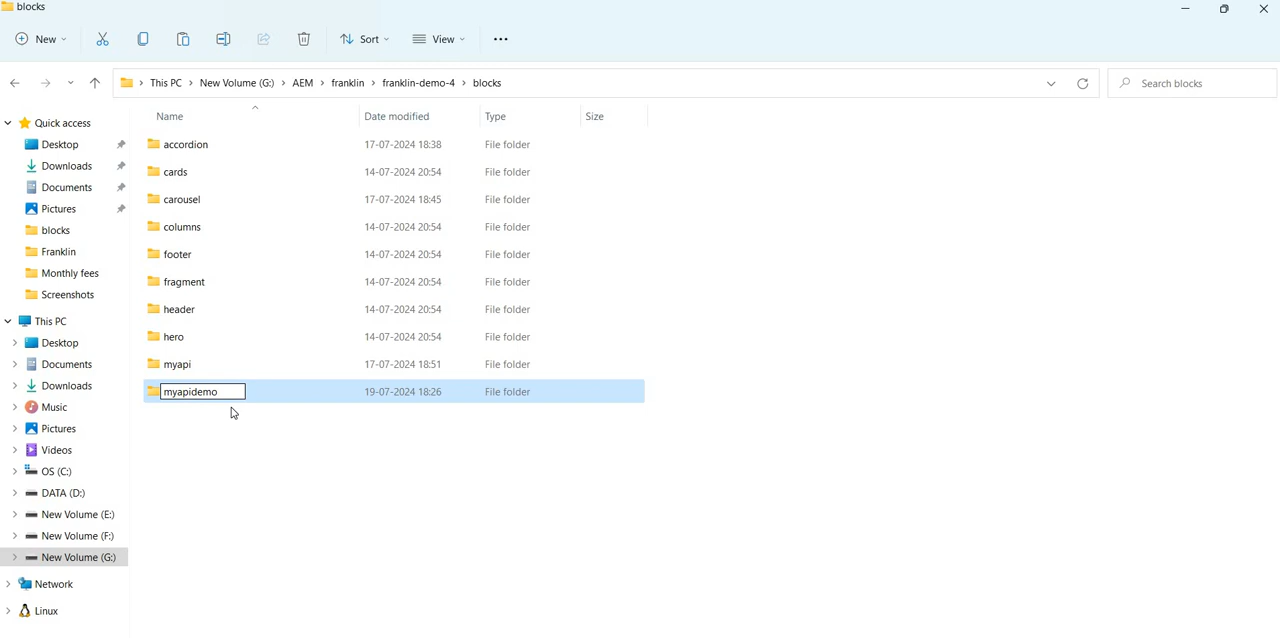 blocks
New
Sort
View
This PC > New Volume (G:) > AEM > franklin > franklin-demo-4 > blocks
Search blocks
Quick access
Desktop
Downloads
Documents
Pictures
blocks
Franklin
Monthly fees
Screenshots
This PC
Desktop
Documents
Downloads
Music
Pictures
Videos
OS (C:)
DATA (D:)
New Volume (E:)
New Volume (F:)
New Volume (G:)
Network
Linux
Name Date modified Type Size
accordion 17-07-2024 18:38 File folder
cards 14-07-2024 20:54 File folder
carousel 17-07-2024 18:45 File folder
columns 14-07-2024 20:54 File folder
footer 14-07-2024 20:54 File folder
fragment 14-07-2024 20:54 File folder
header 14-07-2024 20:54 File folder
hero 14-07-2024 20:54 File folder
myapi 17-07-2024 18:51 File folder
myapidemo 19-07-2024 18:26 File folder